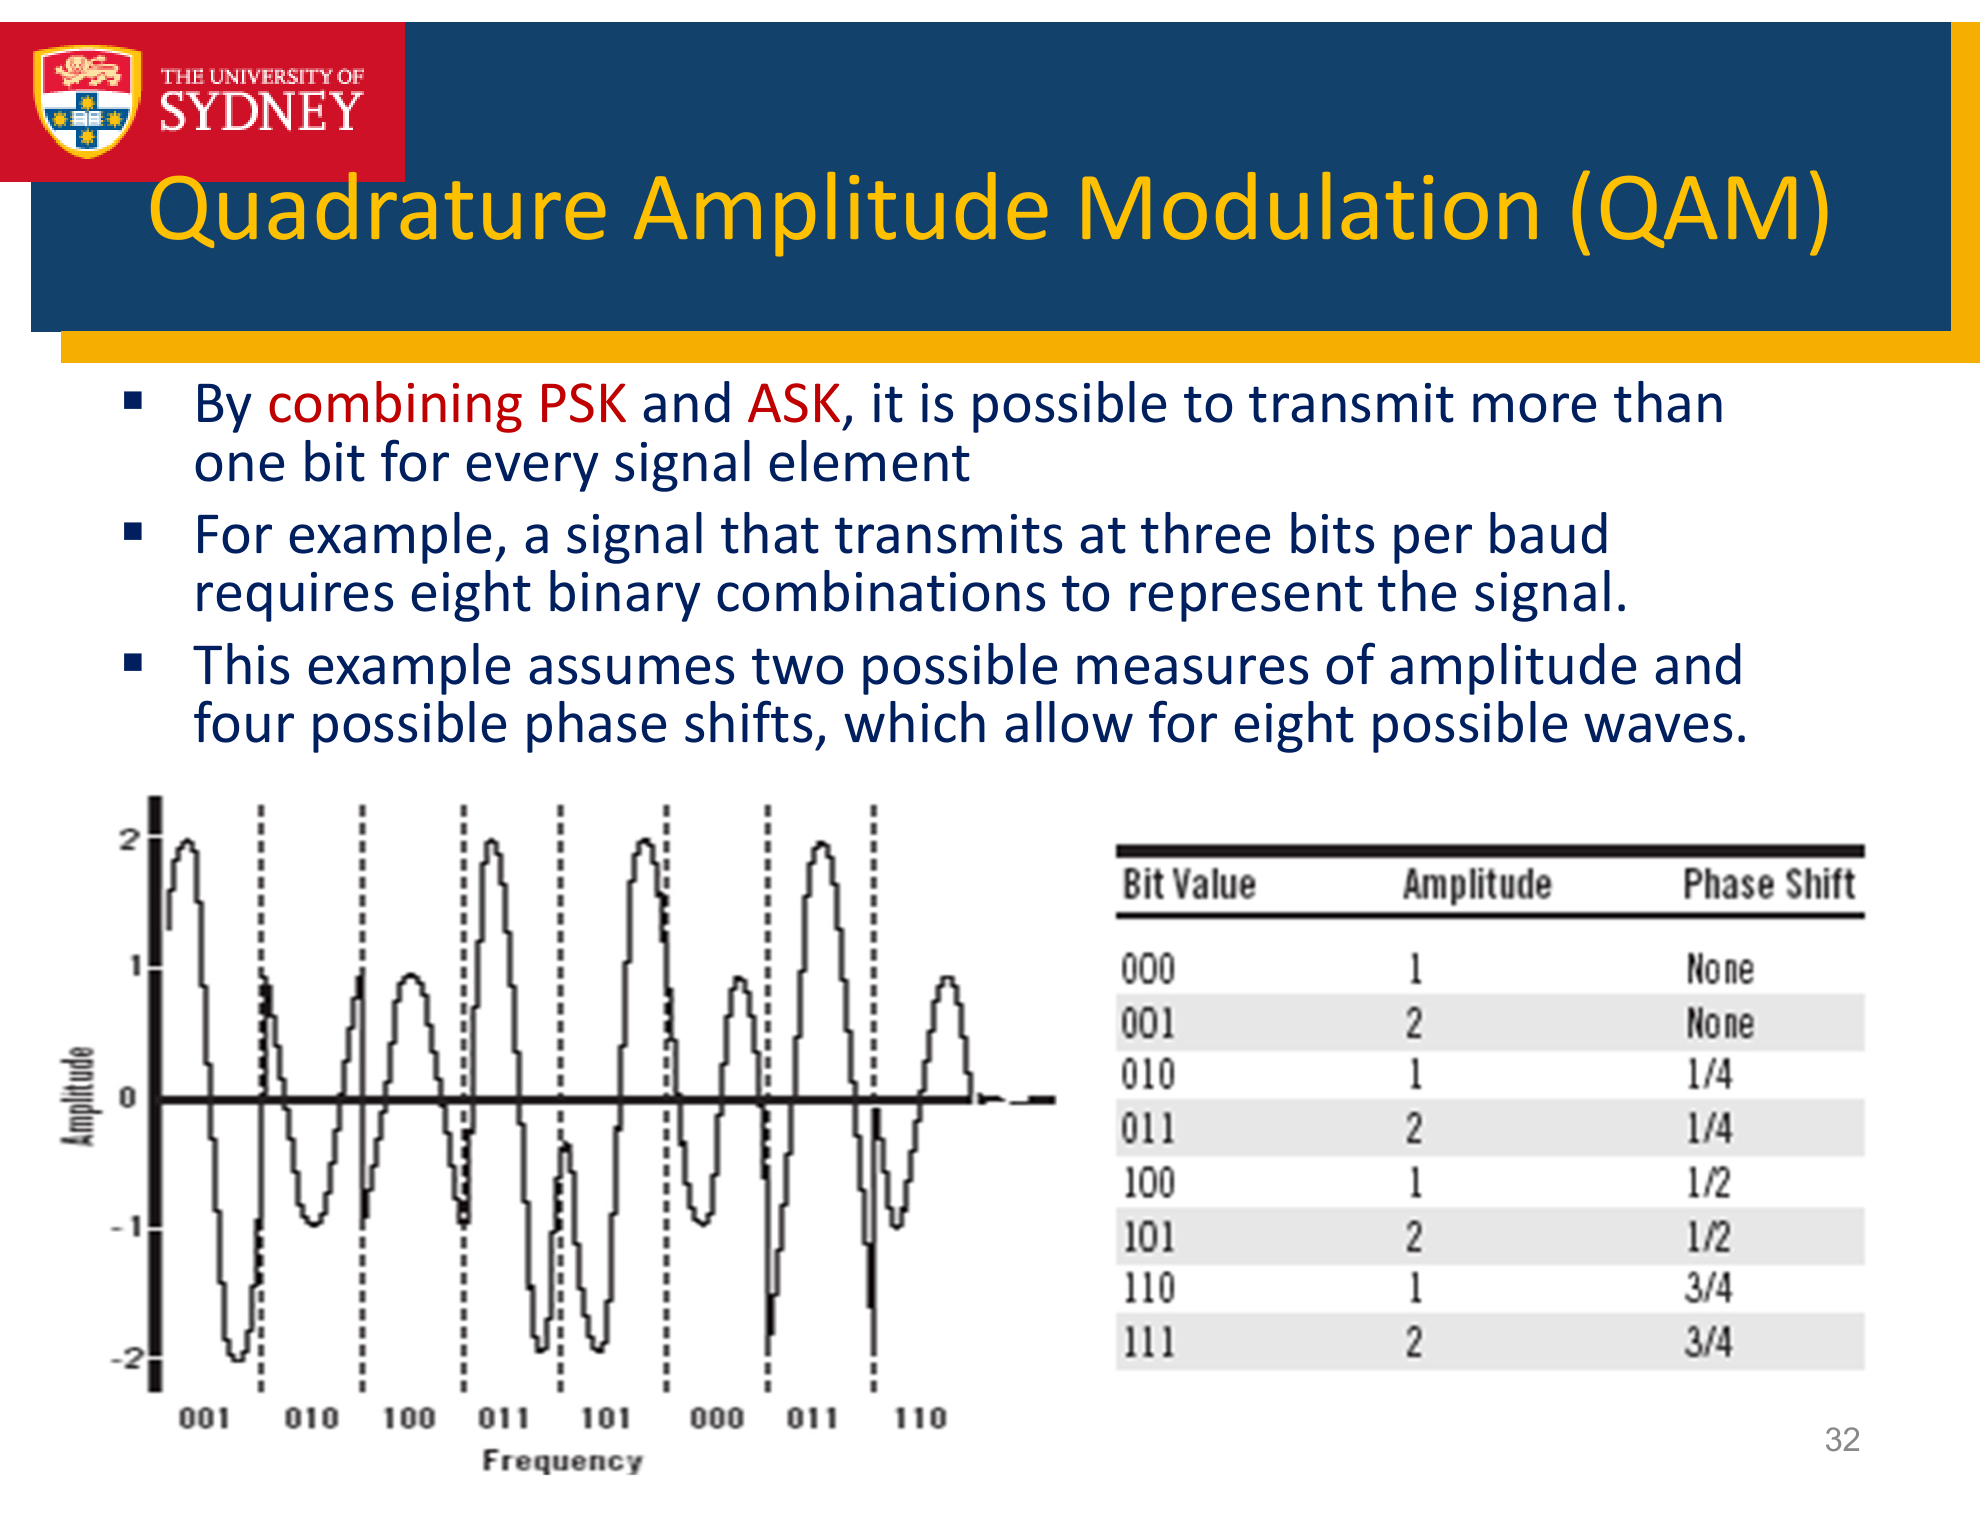 THE UNIVERSITY OF
SYDNEY
Quadrature Amplitude Modulation (QAM)
▪ By combining PSK and ASK, it is possible to transmit more than
one bit for every signal element
▪ For example, a signal that transmits at three bits per baud
requires eight binary combinations to represent the signal.
▪ This example assumes two possible measures of amplitude and
four possible phase shifts, which allow for eight possible waves.
2
1
0
-1
-2
Amplitude
001 010 100 011 101 000 011 110
Frequency
Bit Value Amplitude Phase Shift
000 1 None
001 2 None
010 1 1/4
011 2 1/4
100 1 1/2
101 2 1/2
110 1 3/4
111 2 3/4
32